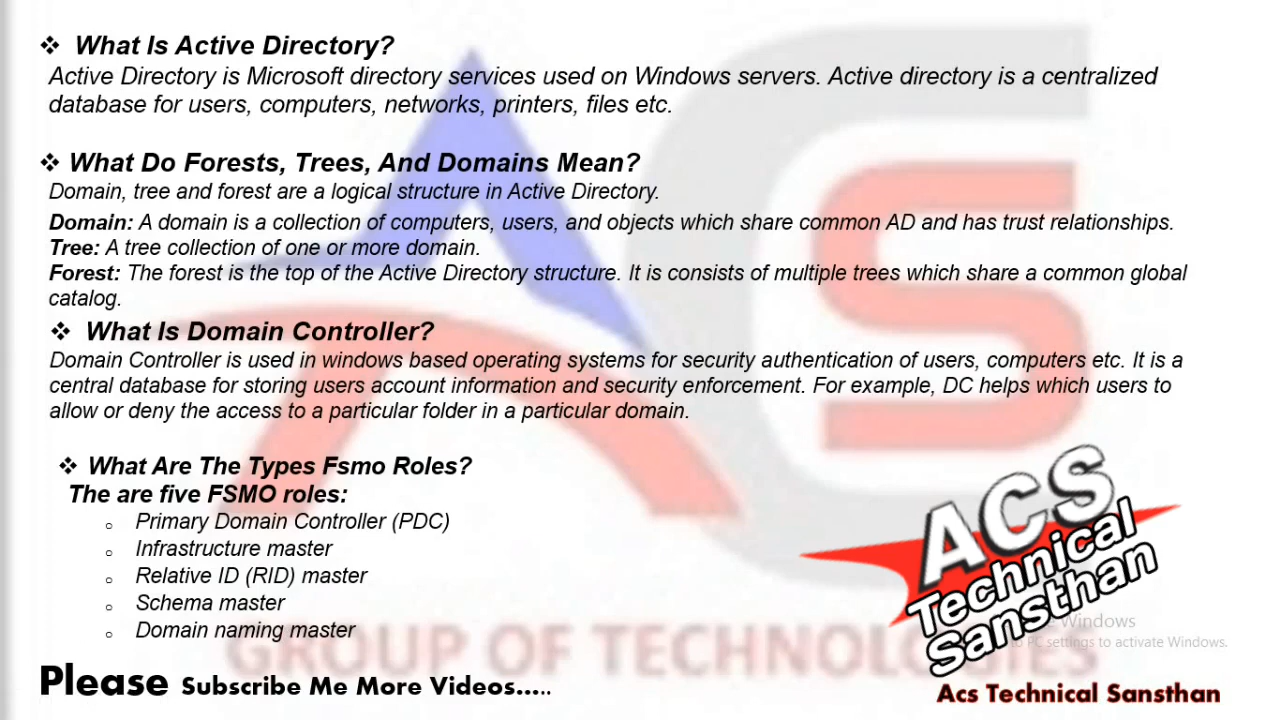 ❖ What Is Active Directory?
Active Directory is Microsoft directory services used on Windows servers. Active directory is a centralized
database for users, computers, networks, printers, files etc.
❖ What Do Forests, Trees, And Domains Mean?
Domain, tree and forest are a logical structure in Active Directory.
Domain: A domain is a collection of computers, users, and objects which share common AD and has trust relationships.
Tree: A tree collection of one or more domain.
Forest: The forest is the top of the Active Directory structure. It is consists of multiple trees which share a common global
catalog.
❖ What Is Domain Controller?
Domain Controller is used in windows based operating systems for security authentication of users, computers etc. It is a
central database for storing users account information and security enforcement. For example, DC helps which users to
allow or deny the access to a particular folder in a particular domain.
❖ What Are The Types Fsmo Roles?
The are five FSMO roles:
o Primary Domain Controller (PDC)
o Infrastructure master
o Relative ID (RID) master
o Schema master
o Domain naming master
ACS
GROUP OF TECHNOLOGIES
ACS
Technical
Sansthan
Windows
to PC settings to activate Windows.
Please Subscribe Me More Videos.....
Acs Technical Sansthan